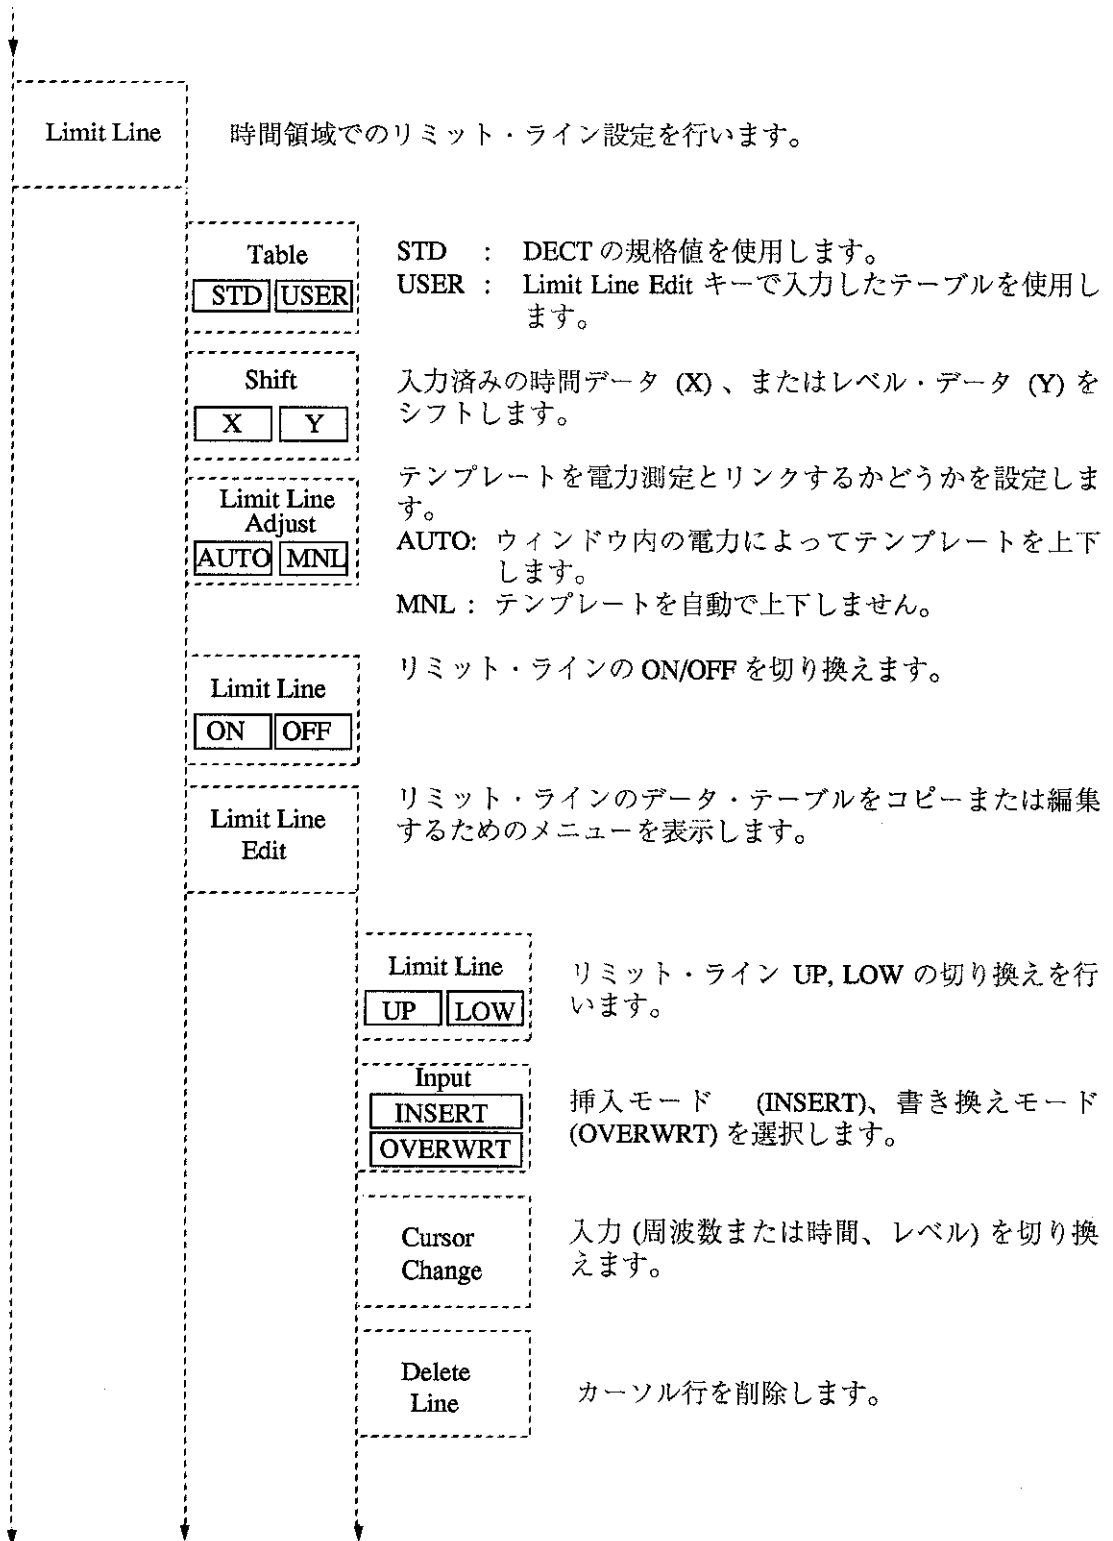 Limit Line 時間領域でのリミット・ライン設定を行います。
Table
STD USER
STD : DECT の規格値を使用します。
USER : Limit Line Edit キーで入力したテーブルを使用し
ます。
Shift
X Y
入力済みの時間データ (X) 、またはレベル・データ (Y) を
シフトします。
Limit Line
Adjust
AUTO MNL
テンプレートを電力測定とリンクするかどうかを設定しま
す。
AUTO: ウィンドウ内の電力によってテンプレートを上下
します。
MNL : テンプレートを自動で上下しません。
Limit Line
ON OFF
リミット・ラインの ON/OFF を切り換えます。
Limit Line
Edit
リミット・ラインのデータ・テーブルをコピーまたは編集
するためのメニューを表示します。
Limit Line
UP LOW
リミット・ライン UP, LOW の切り換えを行
います。
Input
INSERT
OVERWRT
挿入モード (INSERT)、書き換えモード
(OVERWRT) を選択します。
Cursor
Change
入力 (周波数または時間、レベル) を切り換
えます。
Delete
Line
カーソル行を削除します。